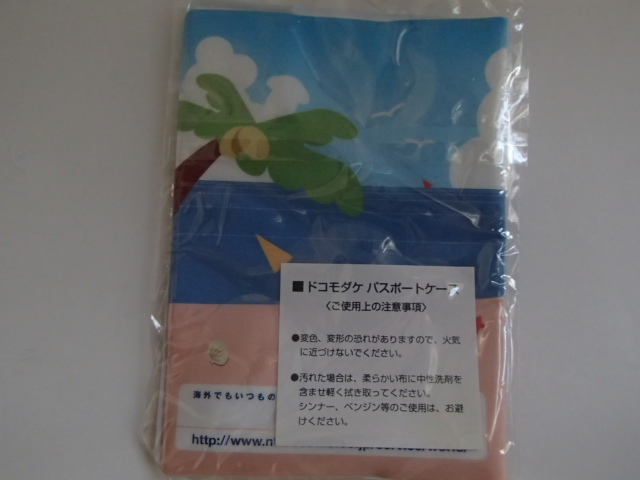 ■ドコモダケ パスポートケース
〈ご使用上の注意事項〉
●変色、変形の恐れがありますので、火気
に近づけないでください。
●汚れた場合は、柔らかい布に中性洗剤を
含ませ軽く拭き取ってください。
シンナー、ベンジン等のご使用は、お避
けください。
海外でもいつもの
http://www.n